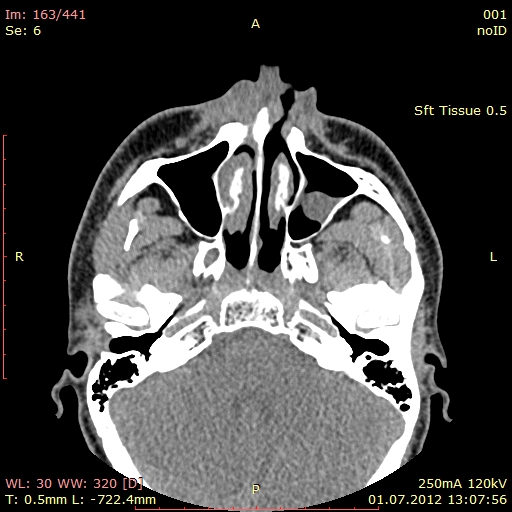 Im: 163/441
Se: 6
A
001
noID
Sft Tissue 0.5
R
L
WL: 30 WW: 320 [D]
T: 0.5mm L: -722.4mm
P
250mA 120kV
01.07.2012 13:07:56